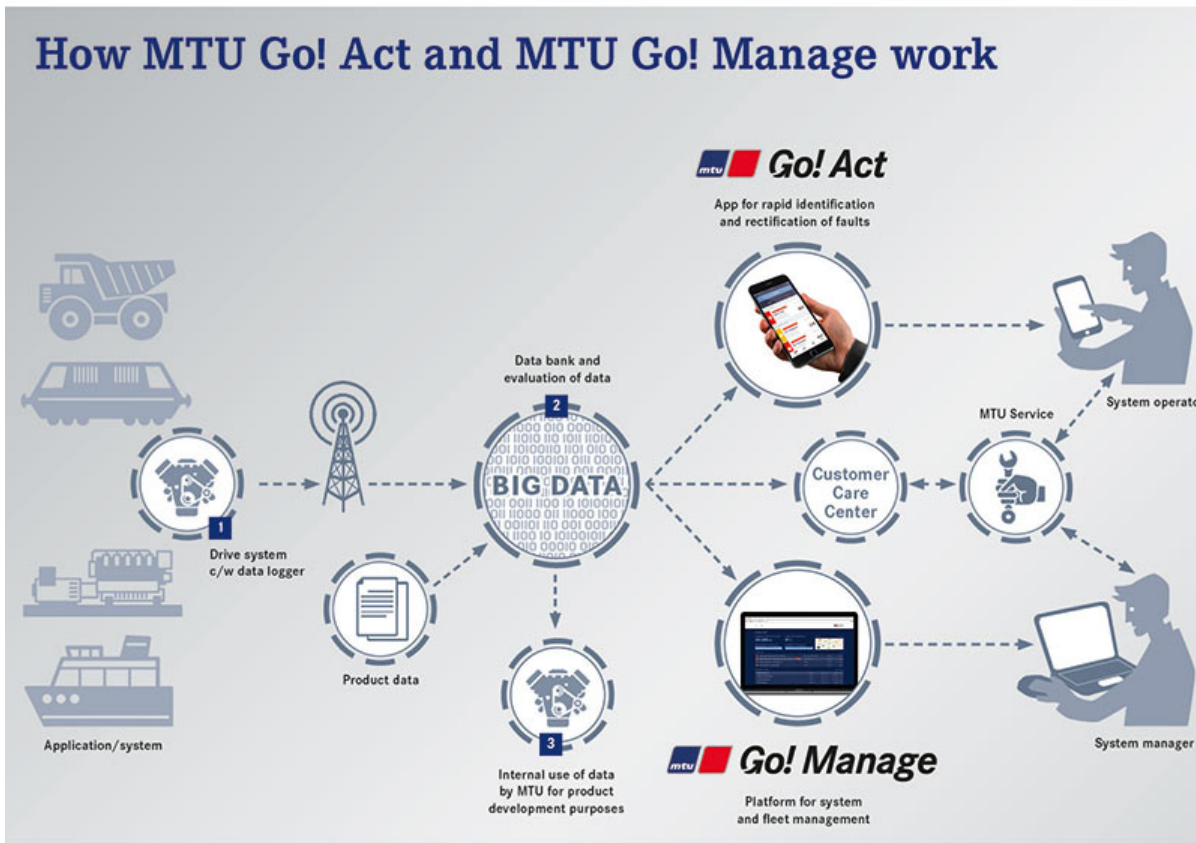 How MTU Go! Act and MTU Go! Manage work
mtu Go! Act
App for rapid identification
and rectification of faults
Data bank and
evaluation of data
2
BIG DATA
System operato
MTU Service
Customer
Care
Center
1
Drive system
c/w data logger
Product data
Application/system
3
Internal use of data
by MTU for product
development purposes
mtu Go! Manage
Platform for system
and fleet management
System manager